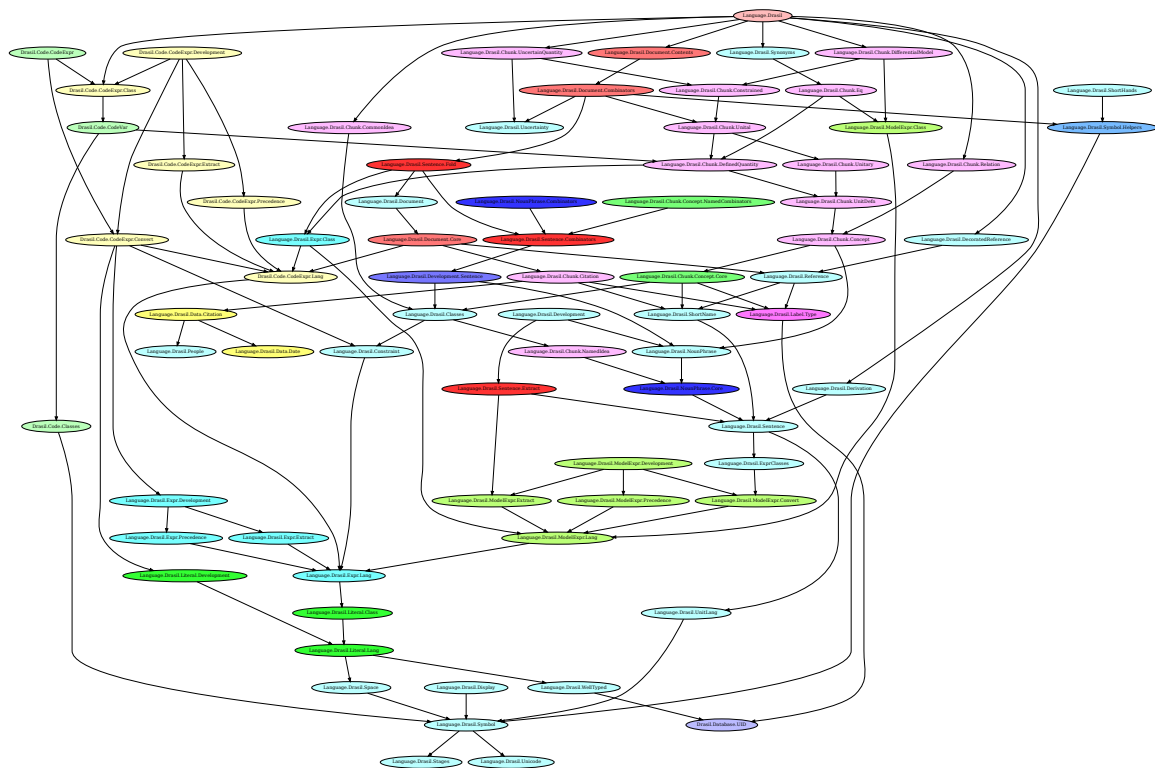 Language.Drasil
Drasil.Code.CodeExpr
Drasil.Code.CodeExpr.Development
Language.Drasil.Chunk.UncertainQuantity
Language.Drasil.Document.Contents
Language.Drasil.Synonyms
Language.Drasil.Chunk.DifferentialModel
Drasil.Code.CodeExpr.Class
Language.Drasil.Document.Combinators
Language.Drasil.Chunk.Constrained
Language.Drasil.Chunk.Eq
Language.Drasil.ShortHands
Drasil.Code.CodeVar
Language.Drasil.Chunk.CommonIdea
Language.Drasil.Uncertainty
Language.Drasil.Chunk.Unital
Language.Drasil.ModelExpr.Class
Language.Drasil.Symbol.Helpers
Drasil.Code.CodeExpr.Extract
Language.Drasil.Sentence.Fold
Language.Drasil.Chunk.DefinedQuantity
Language.Drasil.Chunk.Unitary
Language.Drasil.Chunk.Relation
Drasil.Code.CodeExpr.Precedence
Language.Drasil.Document
Language.Drasil.NounPhrase.Combinators
Language.Drasil.Chunk.Concept.NamedCombinators
Language.Drasil.Chunk.UnitDefn
Drasil.Code.CodeExpr.Convert
Language.Drasil.Expr.Class
Language.Drasil.Document.Core
Language.Drasil.Sentence.Combinators
Language.Drasil.Chunk.Concept
Language.Drasil.DecoratedReference
Drasil.Code.CodeExpr.Lang
Language.Drasil.Development.Sentence
Language.Drasil.Chunk.Citation
Language.Drasil.Chunk.Concept.Core
Language.Drasil.Reference
Language.Drasil.Data.Citation
Language.Drasil.Classes
Language.Drasil.Development
Language.Drasil.ShortName
Language.Drasil.Label.Type
Language.Drasil.People
Language.Drasil.Data.Date
Language.Drasil.Constraint
Language.Drasil.Chunk.NamedIdea
Language.Drasil.NounPhrase
Language.Drasil.Sentence.Extract
Language.Drasil.NounPhrase.Core
Language.Drasil.Derivation
Drasil.Code.Classes
Language.Drasil.Sentence
Language.Drasil.ModelExpr.Development
Language.Drasil.ExprClasses
Language.Drasil.Expr.Development
Language.Drasil.ModelExpr.Extract
Language.Drasil.ModelExpr.Precedence
Language.Drasil.ModelExpr.Convert
Language.Drasil.Expr.Precedence
Language.Drasil.Expr.Extract
Language.Drasil.ModelExpr.Lang
Language.Drasil.Literal.Development
Language.Drasil.Expr.Lang
Language.Drasil.Literal.Class
Language.Drasil.UnitLang
Language.Drasil.Literal.Lang
Language.Drasil.Space
Language.Drasil.Display
Language.Drasil.WellTyped
Language.Drasil.Symbol
Drasil.Database.UID
Language.Drasil.Stages
Language.Drasil.Unicode